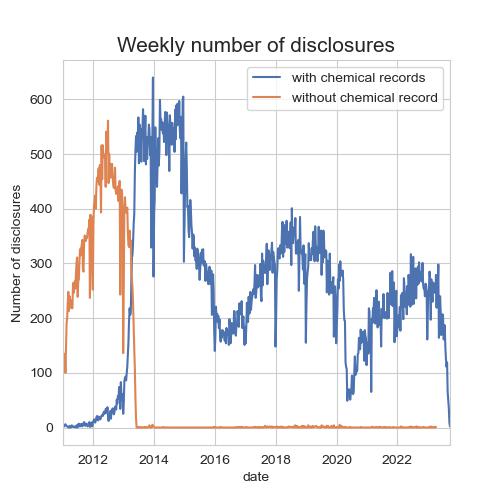 Weekly number of disclosures
with chemical records
without chemical record
Number of disclosures
600
500
400
300
200
100
0
2012 2014 2016 2018 2020 2022
date